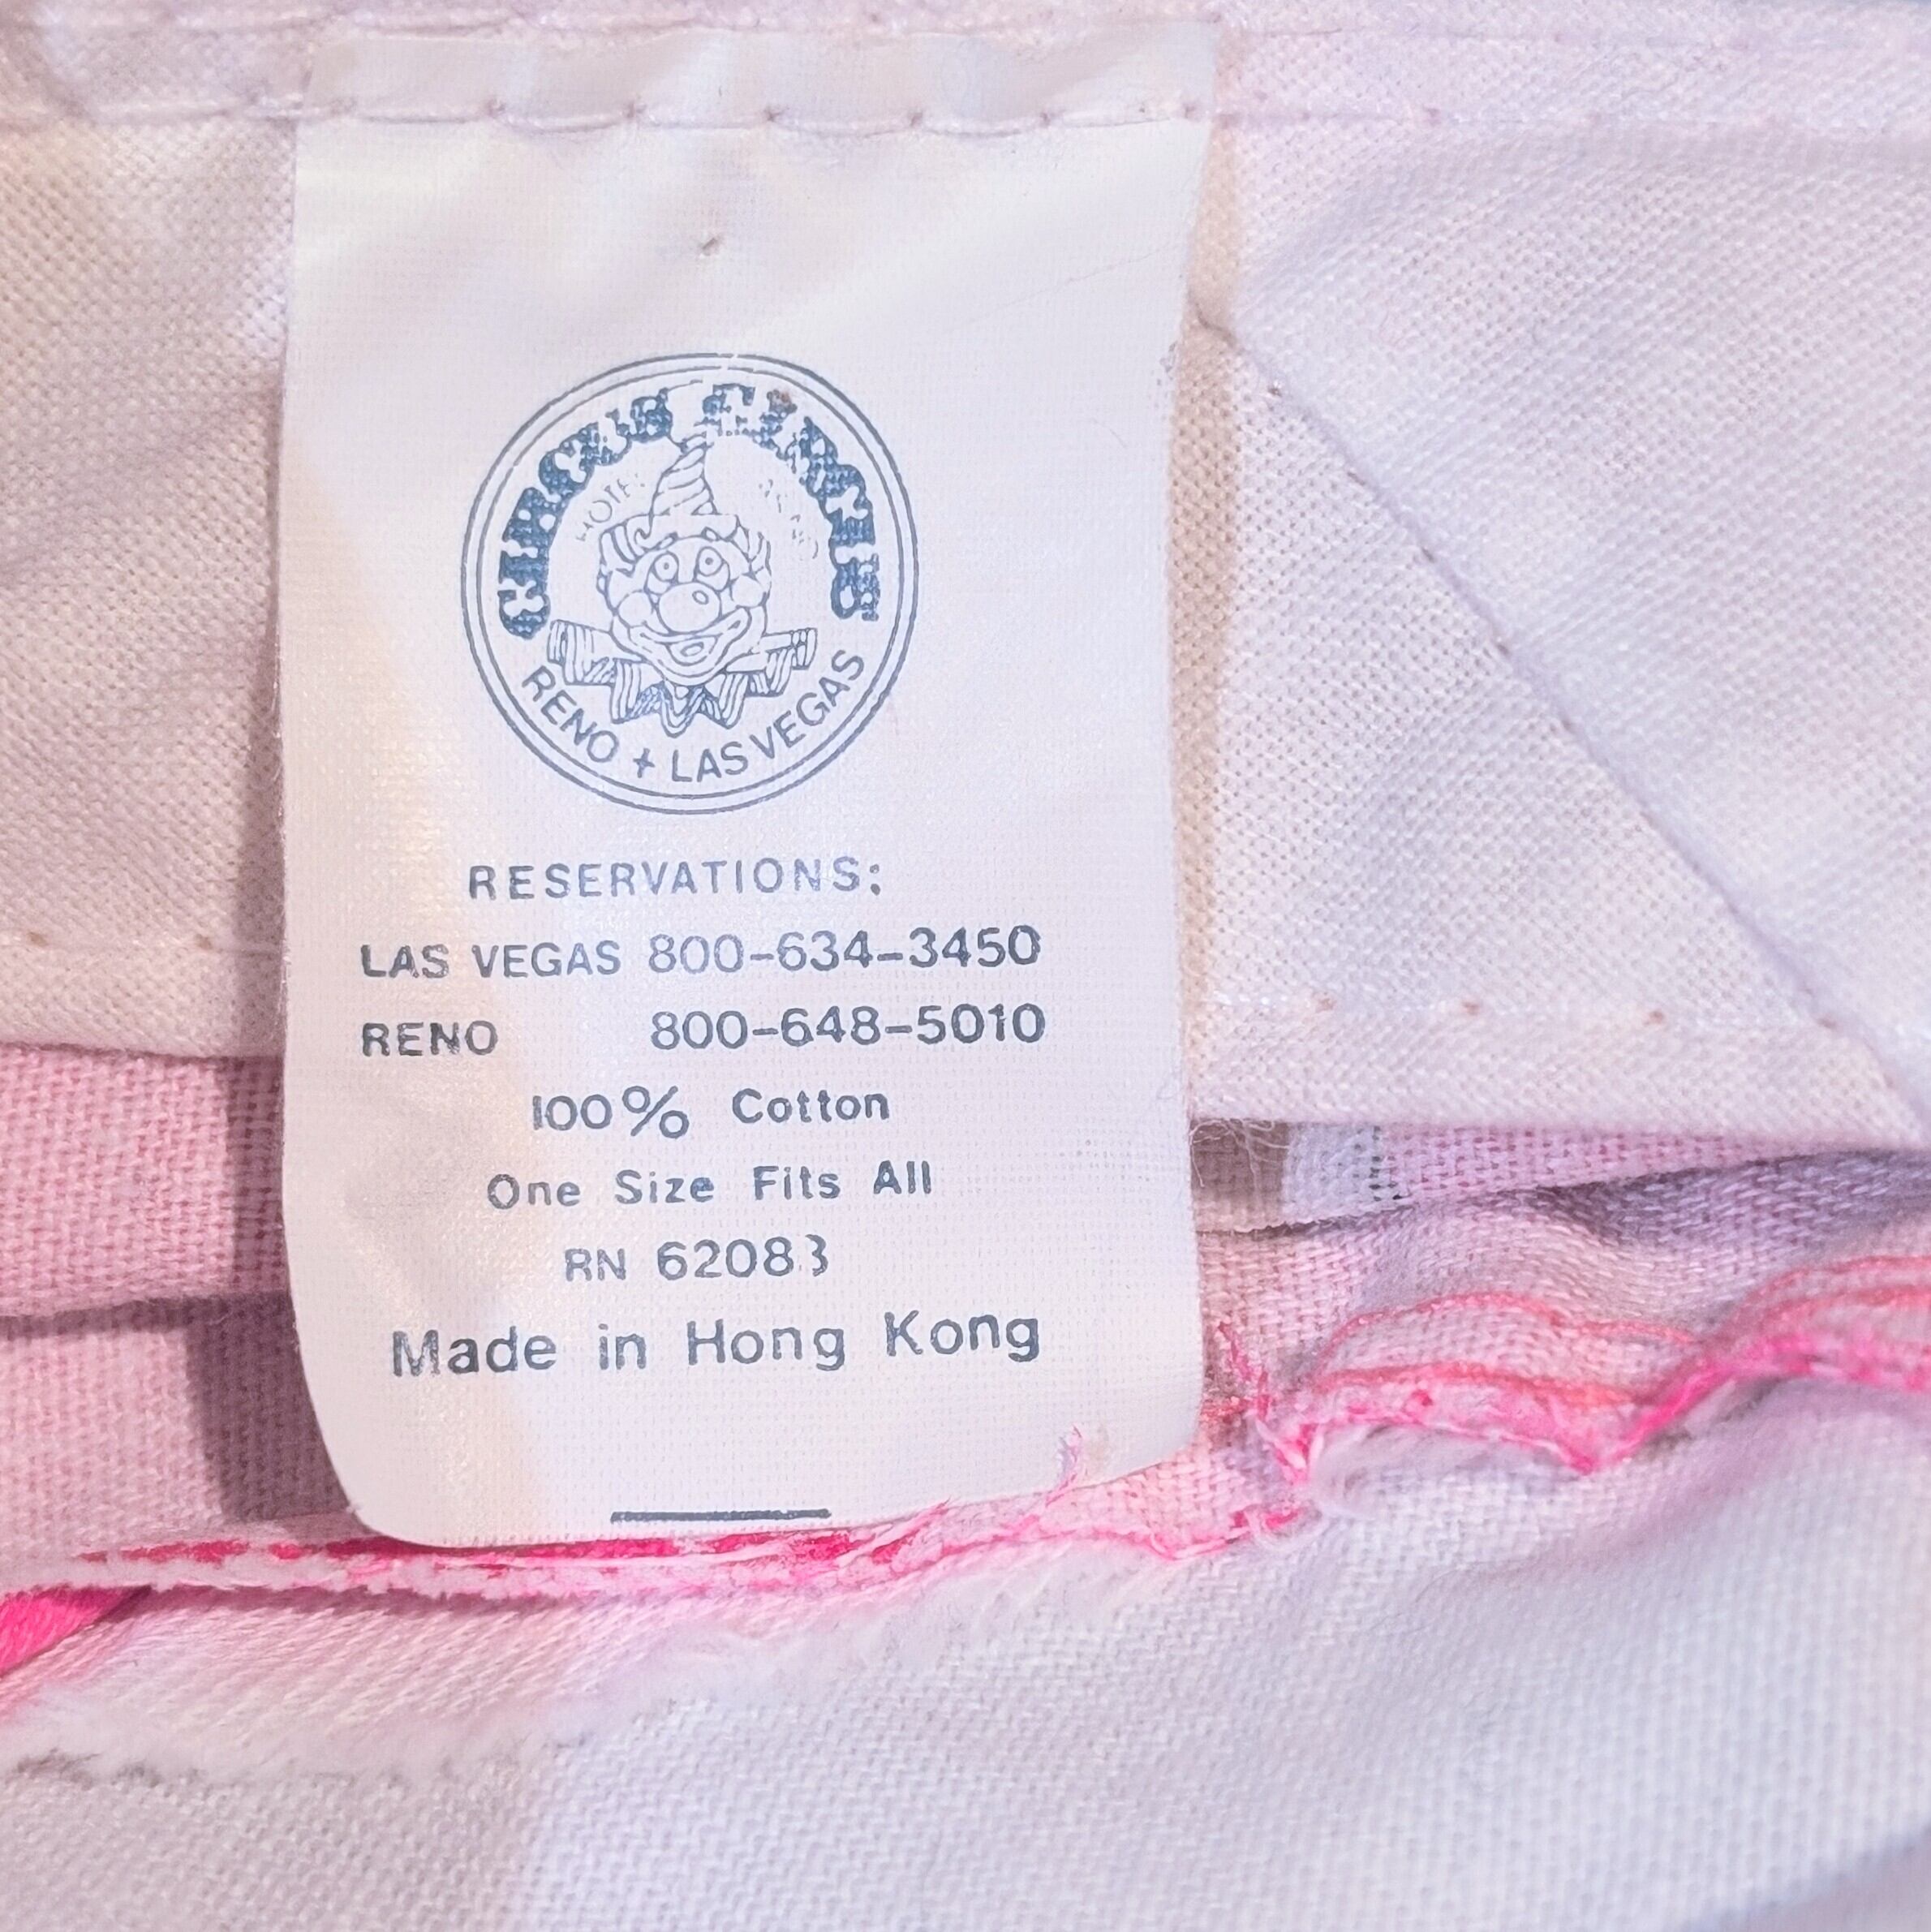 CIRCUS CIRCUS
HOTEL
RENO + LAS VEGAS
RESERVATIONS:
LAS VEGAS 800-634-3450
RENO 800-648-5010
100% Cotton
One Size Fits All
RN 62083
Made in Hong Kong